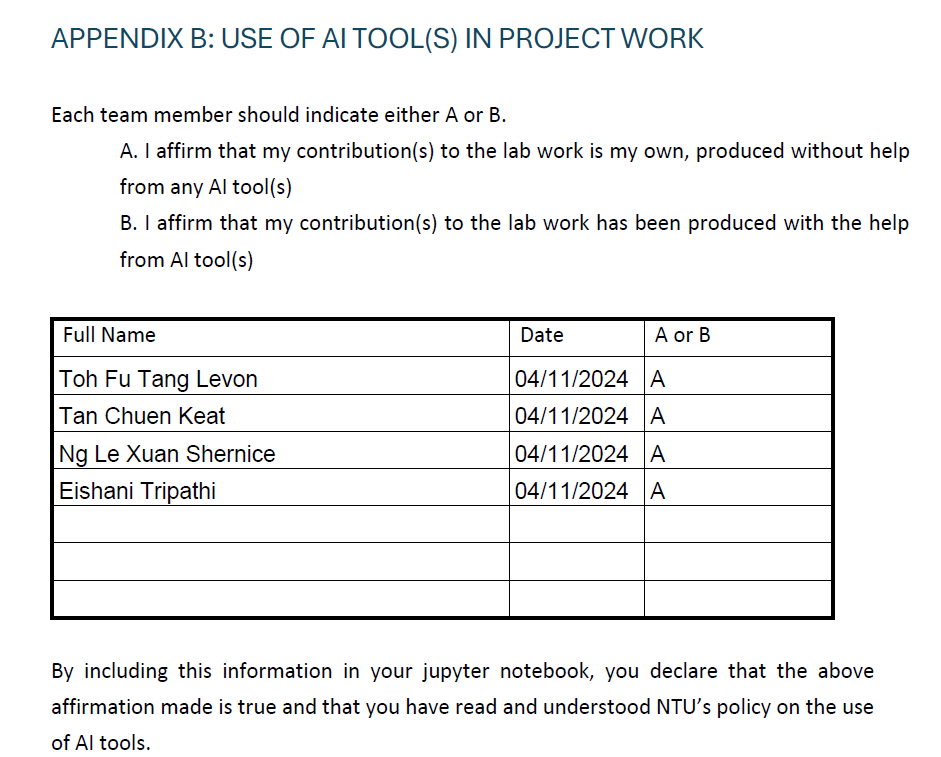 APPENDIX B: USE OF AI TOOL(S) IN PROJECT WORK
Each team member should indicate either A or B.
A. I affirm that my contribution(s) to the lab work is my own, produced without help
from any AI tool(s)
B. I affirm that my contribution(s) to the lab work has been produced with the help
from AI tool(s)
Full Name Date A or B
Toh Fu Tang Levon 04/11/2024 A
Tan Chuen Keat 04/11/2024 A
Ng Le Xuan Shernice 04/11/2024 A
Eishani Tripathi 04/11/2024 A
By including this information in your jupyter notebook, you declare that the above
affirmation made is true and that you have read and understood NTU’s policy on the use
of AI tools.